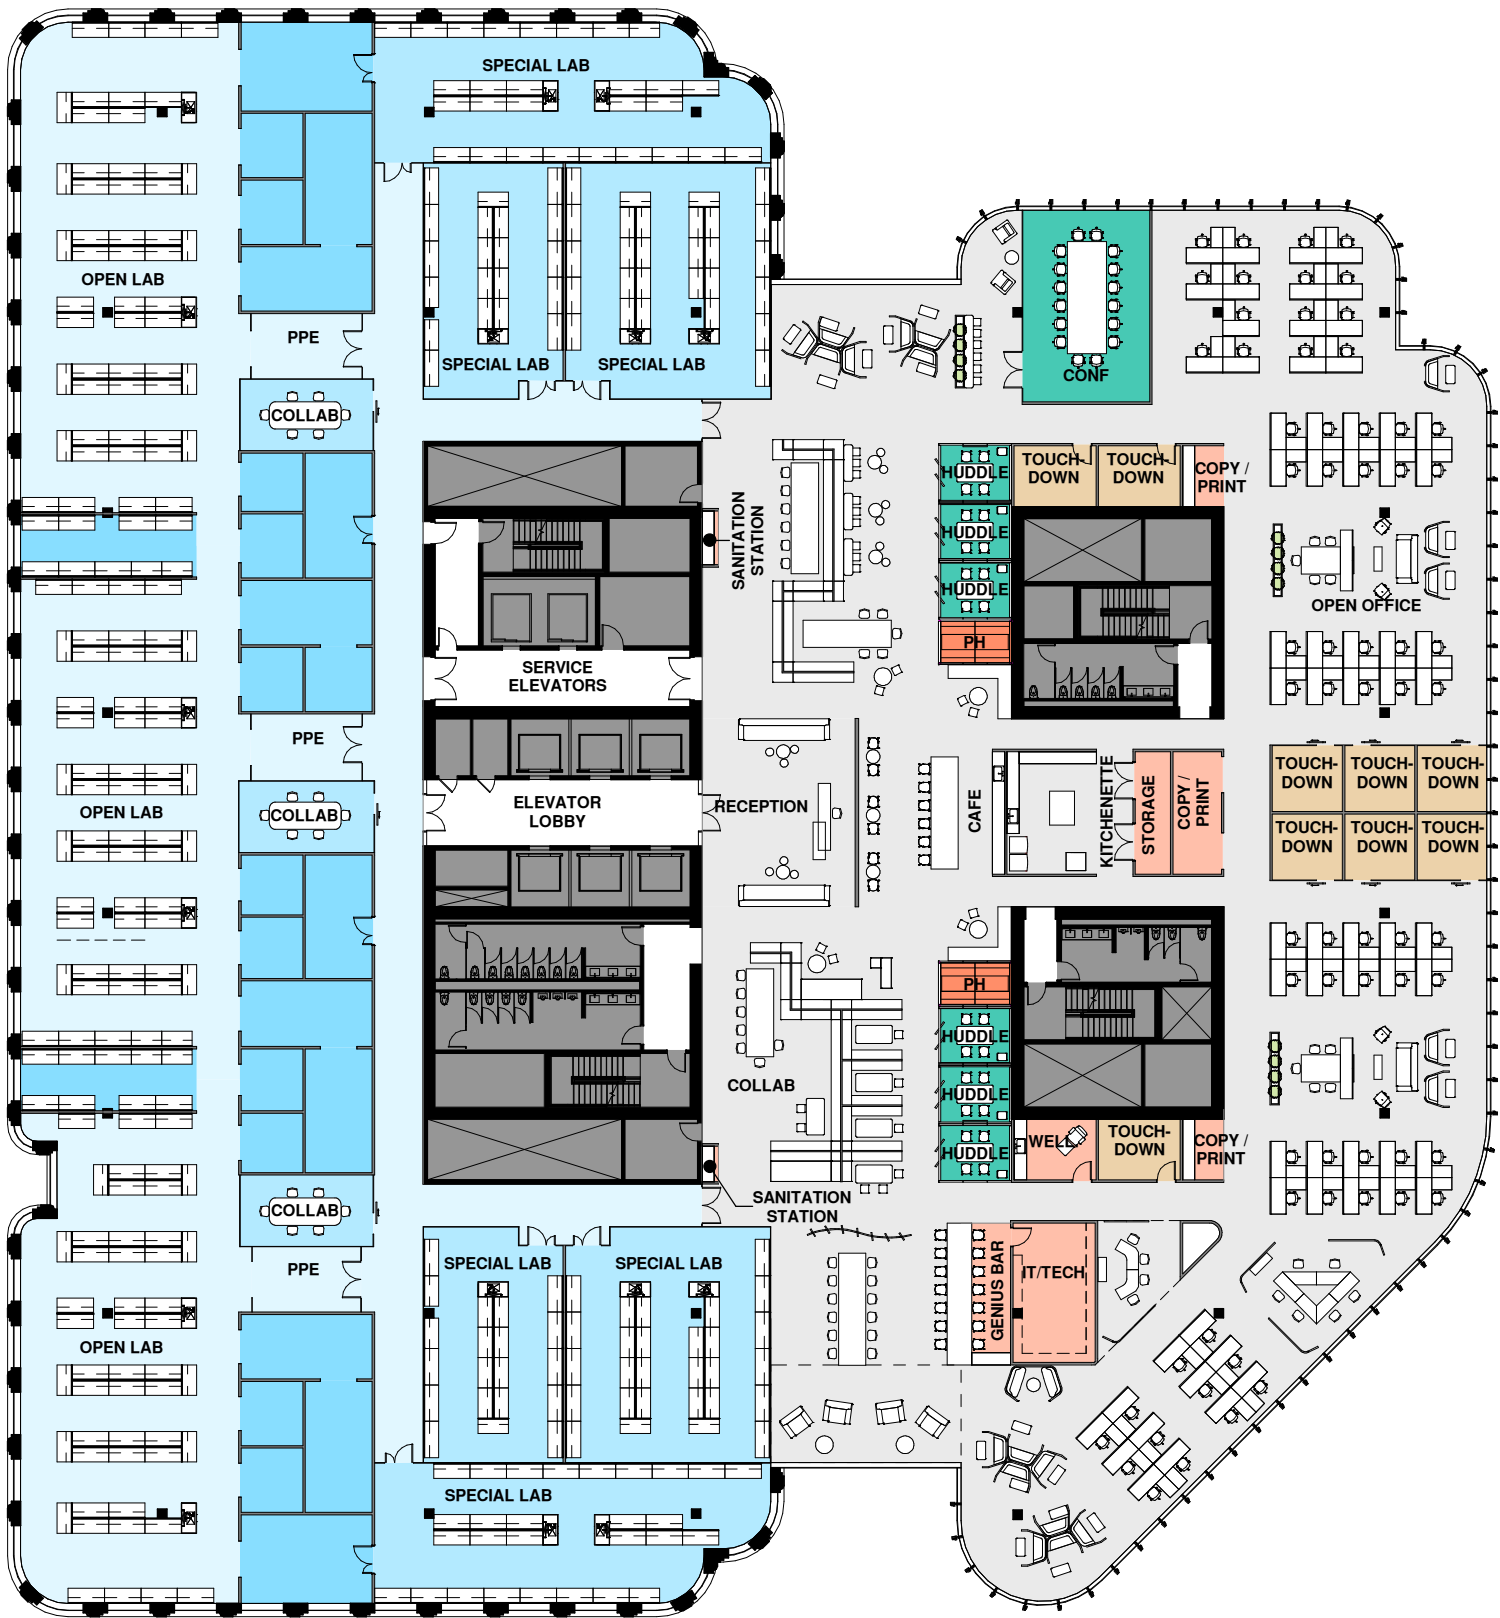 SPECIAL LAB
OPEN LAB
PPE
SPECIAL LAB
SPECIAL LAB
CONF
COLLAB
HUDDLE
TOUCH-
DOWN
TOUCH-
DOWN
COPY /
PRINT
SANITATION
STATION
HUDDLE
HUDDLE
OPEN OFFICE
PH
SERVICE
ELEVATORS
PPE
OPEN LAB
COLLAB
ELEVATOR
LOBBY
RECEPTION
CAFE
KITCHENETTE
STORAGE
COPY /
PRINT
TOUCH-
DOWN
TOUCH-
DOWN
TOUCH-
DOWN
TOUCH-
DOWN
TOUCH-
DOWN
TOUCH-
DOWN
PH
HUDDLE
COLLAB
HUDDLE
HUDDLE
WELL
TOUCH-
DOWN
COPY /
PRINT
COLLAB
SANITATION
STATION
PPE
SPECIAL LAB
SPECIAL LAB
GENIUS BAR
IT/TECH
OPEN LAB
SPECIAL LAB